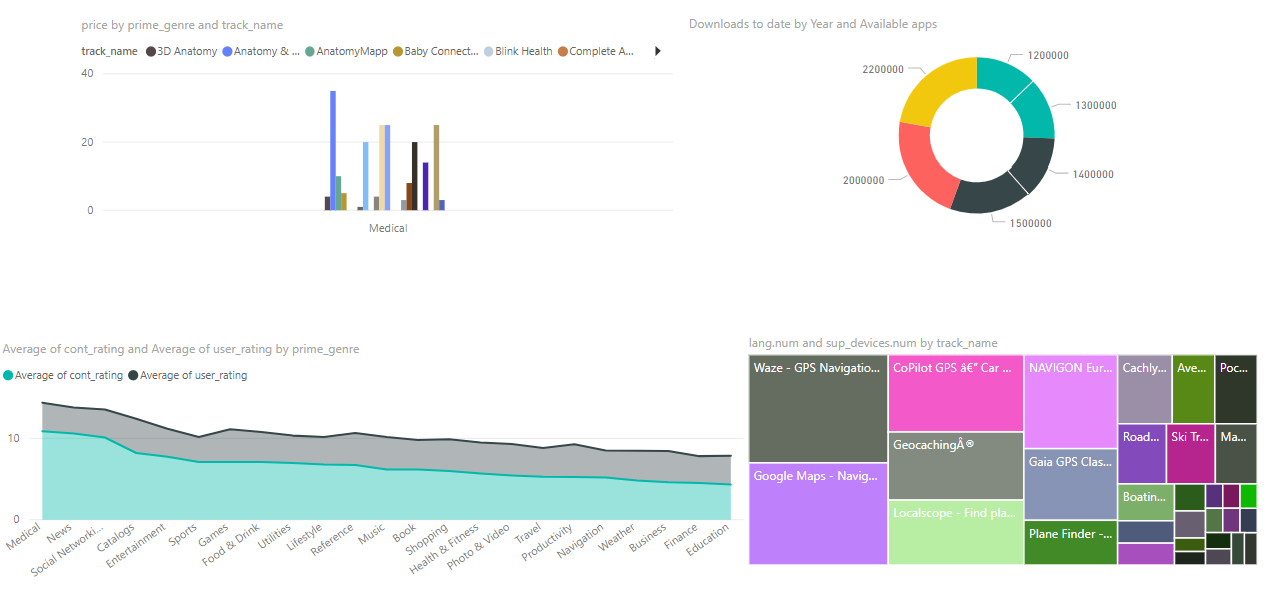 price by prime_genre and track_name
track_name 3D Anatomy Anatomy & ... AnatomyMapp Baby Connect... Blink Health Complete A...
40
20
0
Medical
Downloads to date by Year and Available apps
1200000
1300000
1400000
1500000
2000000
2200000
Average of cont_rating and Average of user_rating by prime_genre
Average of cont_rating Average of user_rating
10
0
Medical
News
Social Networki...
Catalogs
Entertainment
Sports
Games
Food & Drink
Utilities
Lifestyle
Reference
Music
Book
Shopping
Health & Fitness
Photo & Video
Travel
Productivity
Navigation
Weather
Business
Finance
Education
lang.num and sup_devices.num by track_name
Waze - GPS Navigatio...
Google Maps - Navig...
CoPilot GPS â€“ Car ...
GeocachingÂ®
Localscope - Find pla...
NAVIGON Eur...
Gaia GPS Clas...
Plane Finder -...
Cachly...
Ave...
Poc...
Road...
Ski Tr...
Ma...
Boatin...